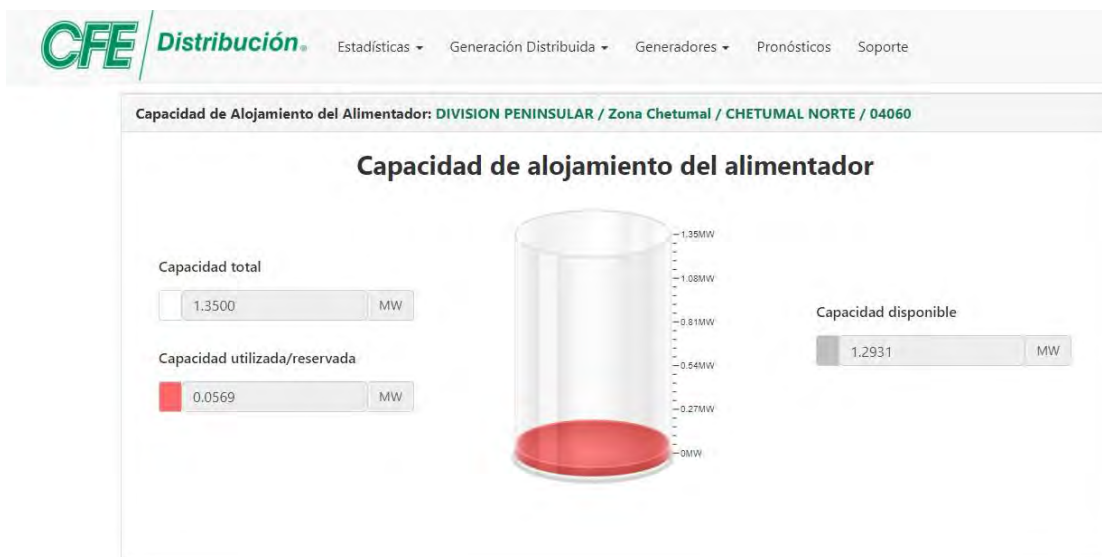 CFE Distribución.
Estadísticas Generación Distribuida Generadores Pronósticos Soporte
Capacidad de Alojamiento del Alimentador: DIVISION PENINSULAR / Zona Chetumal / CHETUMAL NORTE / 04060
Capacidad de alojamiento del alimentador
Capacidad total
1.3500 MW
Capacidad utilizada/reservada
0.0569 MW
1.35MW
1.08MW
0.81MW
0.54MW
0.27MW
0MW
Capacidad disponible
1.2931 MW